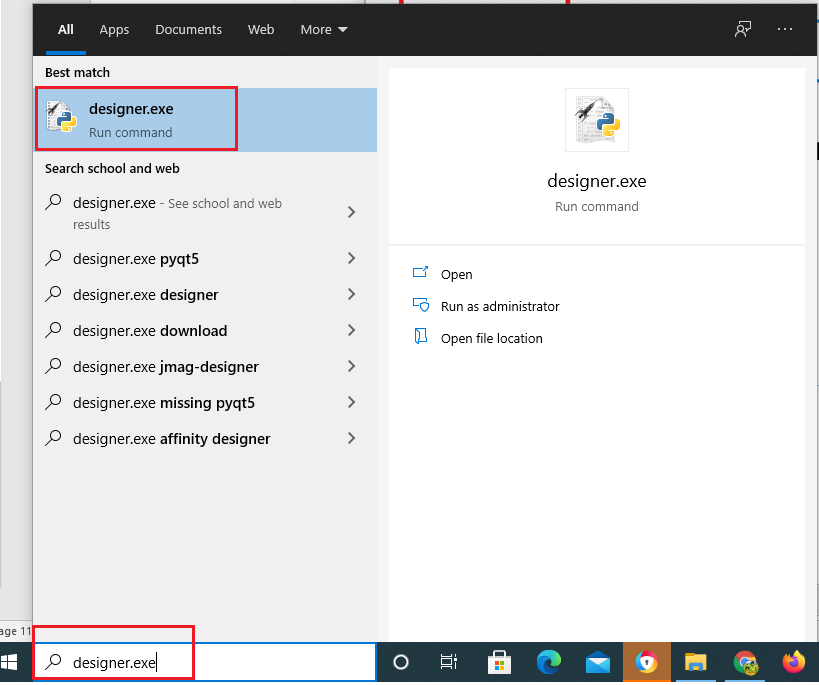 All Apps Documents Web More
Best match
designer.exe
Run command
Search school and web
designer.exe - See school and web
results
designer.exe pyqt5
designer.exe designer
designer.exe download
designer.exe jmag-designer
designer.exe missing pyqt5
designer.exe affinity designer
designer.exe
Run command
Open
Run as administrator
Open file location
age 11
designer.exe